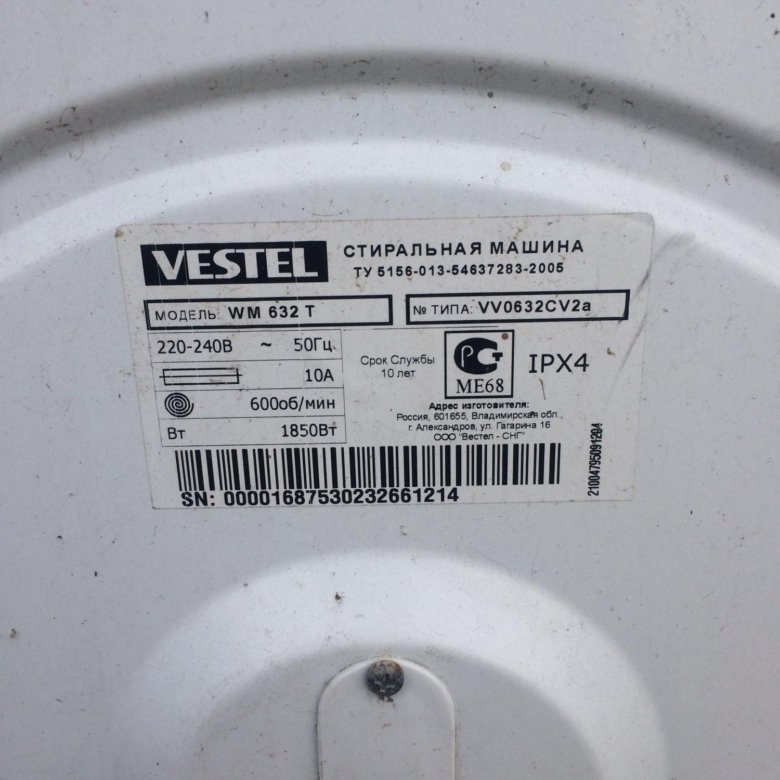 VESTEL
СТИРАЛЬНАЯ МАШИНА
ТУ 5156-013-54637283-2005
МОДЕЛЬ: WM 632 T
№ ТИПА: VV0632CV2a
220-240В ~ 50Гц
10А
600об/мин
Вт 1850Вт
Срок Службы
10 лет
РСТ
МЕ68
IPX4
Адрес изготовителя:
Россия, 601655, Владимирская обл.,
г. Александров, ул. Гагарина 16
ООО "Вестел - СНГ"
SN: 00001687530232661214
21004795091204